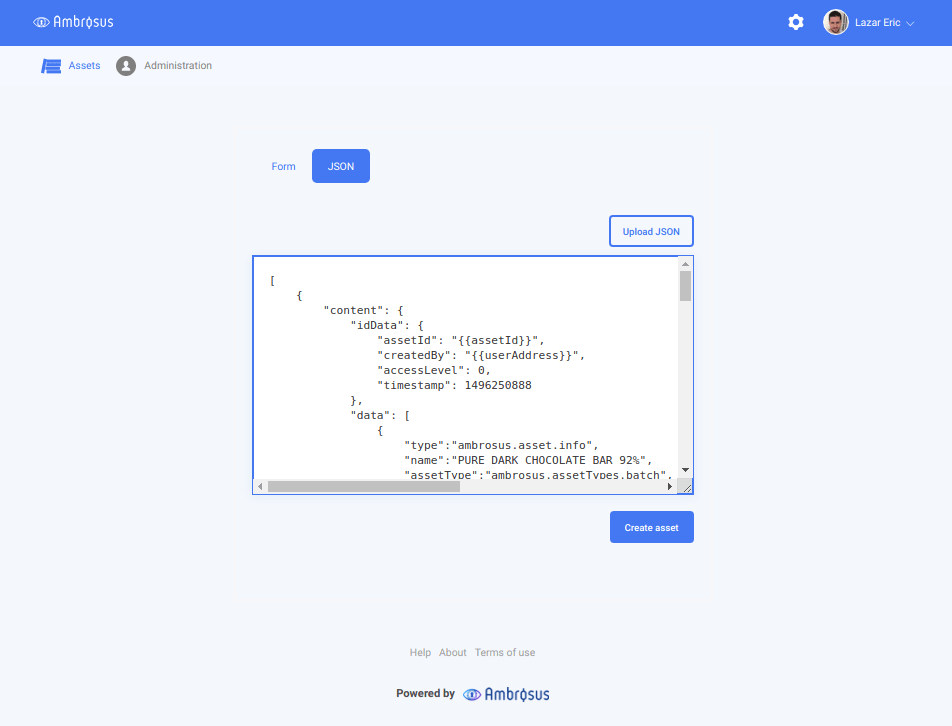 Ambrosus
Lazar Eric
Assets
Administration
Form
JSON
Upload JSON
[
{
"content": {
"idData": {
"assetId": "{{assetId}}",
"createdBy": "{{userAddress}}",
"accessLevel": 0,
"timestamp": 1496250888
},
"data": [
{
"type":"ambrosus.asset.info",
"name":"PURE DARK CHOCOLATE BAR 92%",
"assetType":"ambrosus.assetTypes.batch",
Create asset
Help About Terms of use
Powered by Ambrosus